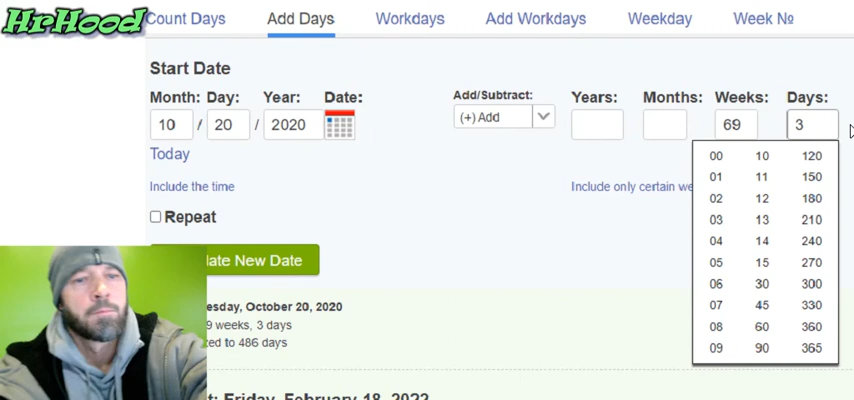 HrHood
Count Days Add Days Workdays Add Workdays Weekday Week №
Start Date
Month: Day: Year: Date: Add/Subtract: Years: Months: Weeks: Days:
10 / 20 / 2020 (+) Add 69 3
Today
Include the time Include only certain we
Repeat
late New Date
esday, October 20, 2020
9 weeks, 3 days
ed to 486 days
t: Friday, February 18, 2022
00 10 120
01 11 150
02 12 180
03 13 210
04 14 240
05 15 270
06 30 300
07 45 330
08 60 360
09 90 365